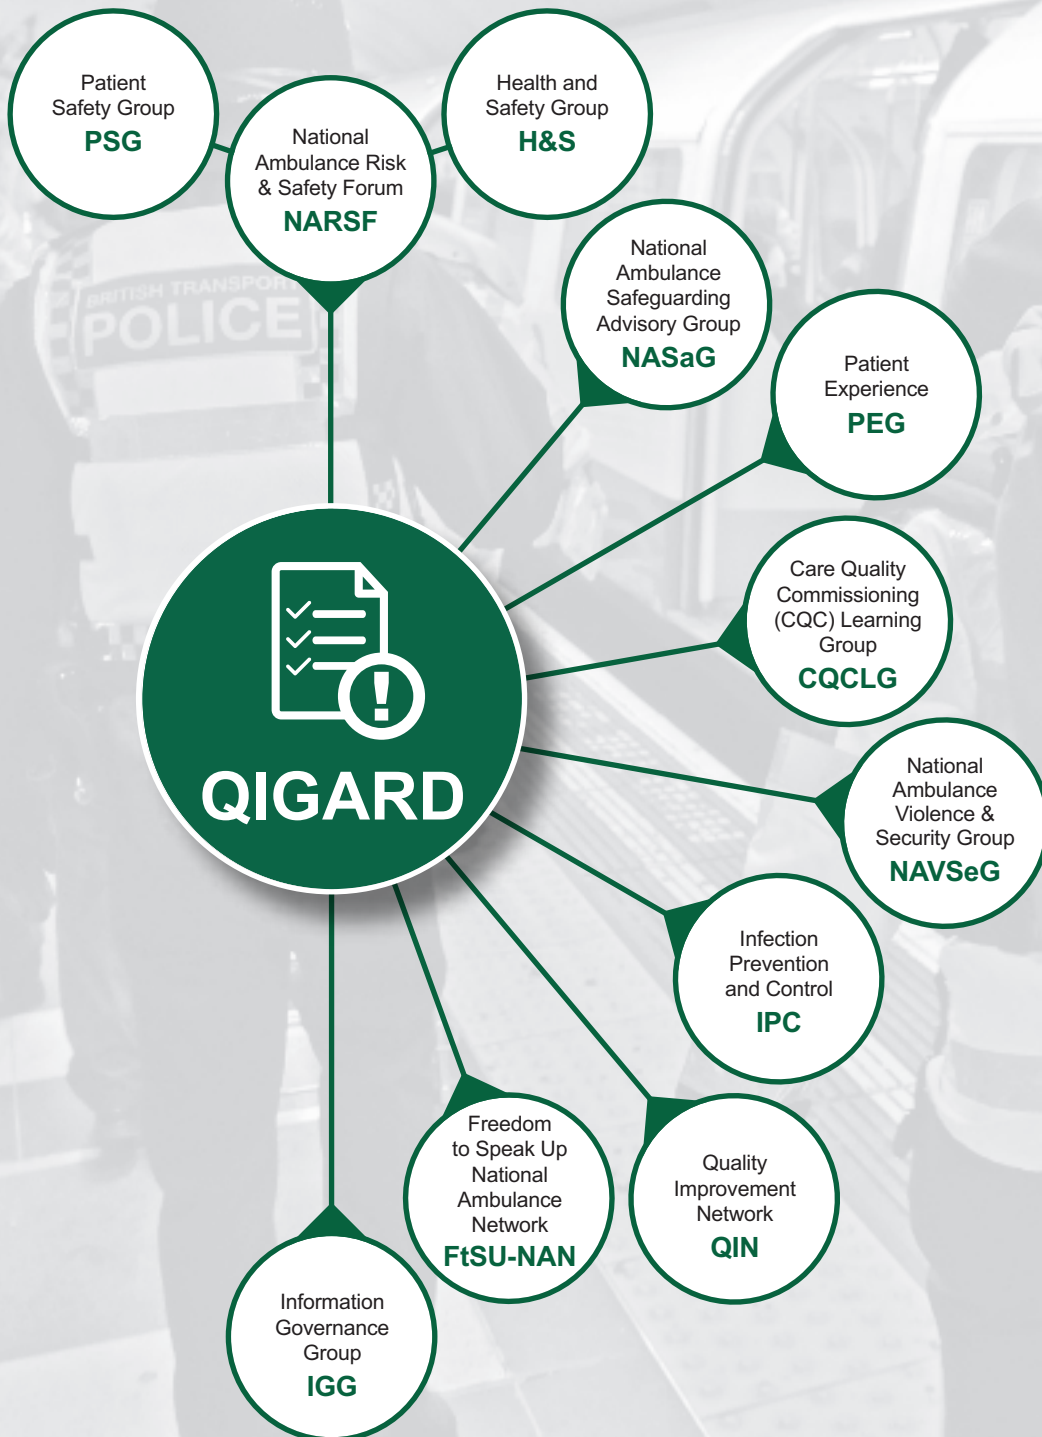 Patient
Safety Group
PSG
National
Ambulance Risk
& Safety Forum
NARSF
Health and
Safety Group
H&S
National
Ambulance
Safeguarding
Advisory Group
NASaG
Patient
Experience
PEG
Care Quality
Commissioning
(CQC) Learning
Group
CQCLG
National
Ambulance
Violence &
Security Group
NAVSeG
Infection
Prevention
and Control
IPC
Quality
Improvement
Network
QIN
Freedom
to Speak Up
National
Ambulance
Network
FtSU-NAN
Information
Governance
Group
IGG
QIGARD
BRITISH TRANSPORT
POLICE